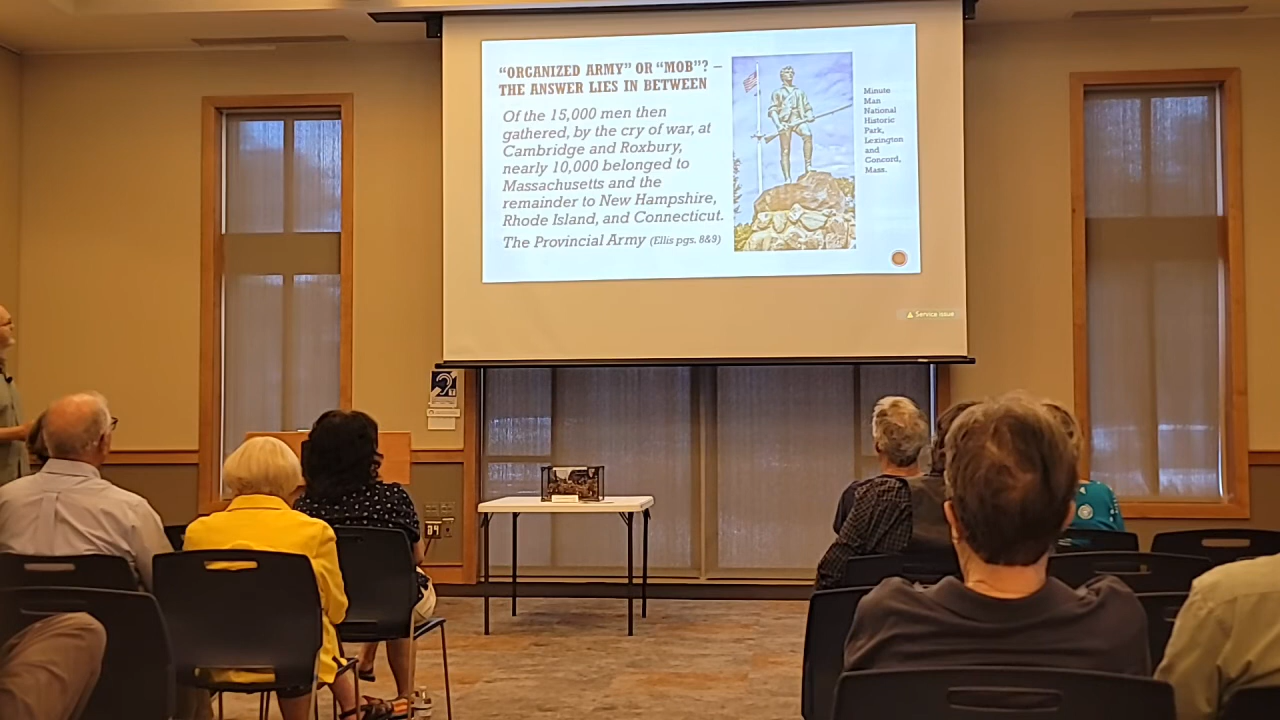 “ORGANIZED ARMY” OR “MOB”? –
THE ANSWER LIES IN BETWEEN
Of the 15,000 men then
gathered, by the cry of war, at
Cambridge and Roxbury,
nearly 10,000 belonged to
Massachusetts and the
remainder to New Hampshire,
Rhode Island, and Connecticut.
The Provincial Army (Ellis pgs. 8&9)
Minute
Man
National
Historic
Park,
Lexington
and
Concord,
Mass.
Service issue